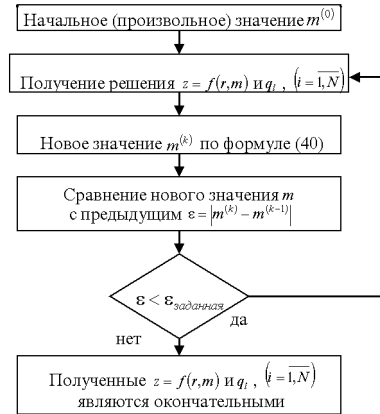 Начальное (произвольное) значение m⁽⁰⁾
Получение решения z = f(r,m) и qᵢ , (i = 1,N̅)
Новое значение m⁽ᵏ⁾ по формуле (40)
Сравнение нового значения m
с предыдущим ε = |m⁽ᵏ⁾ − m⁽ᵏ⁻¹⁾|
ε < ε заданная
да
нет
Полученные z = f(r,m) и qᵢ , (i = 1,N̅)
являются окончательными